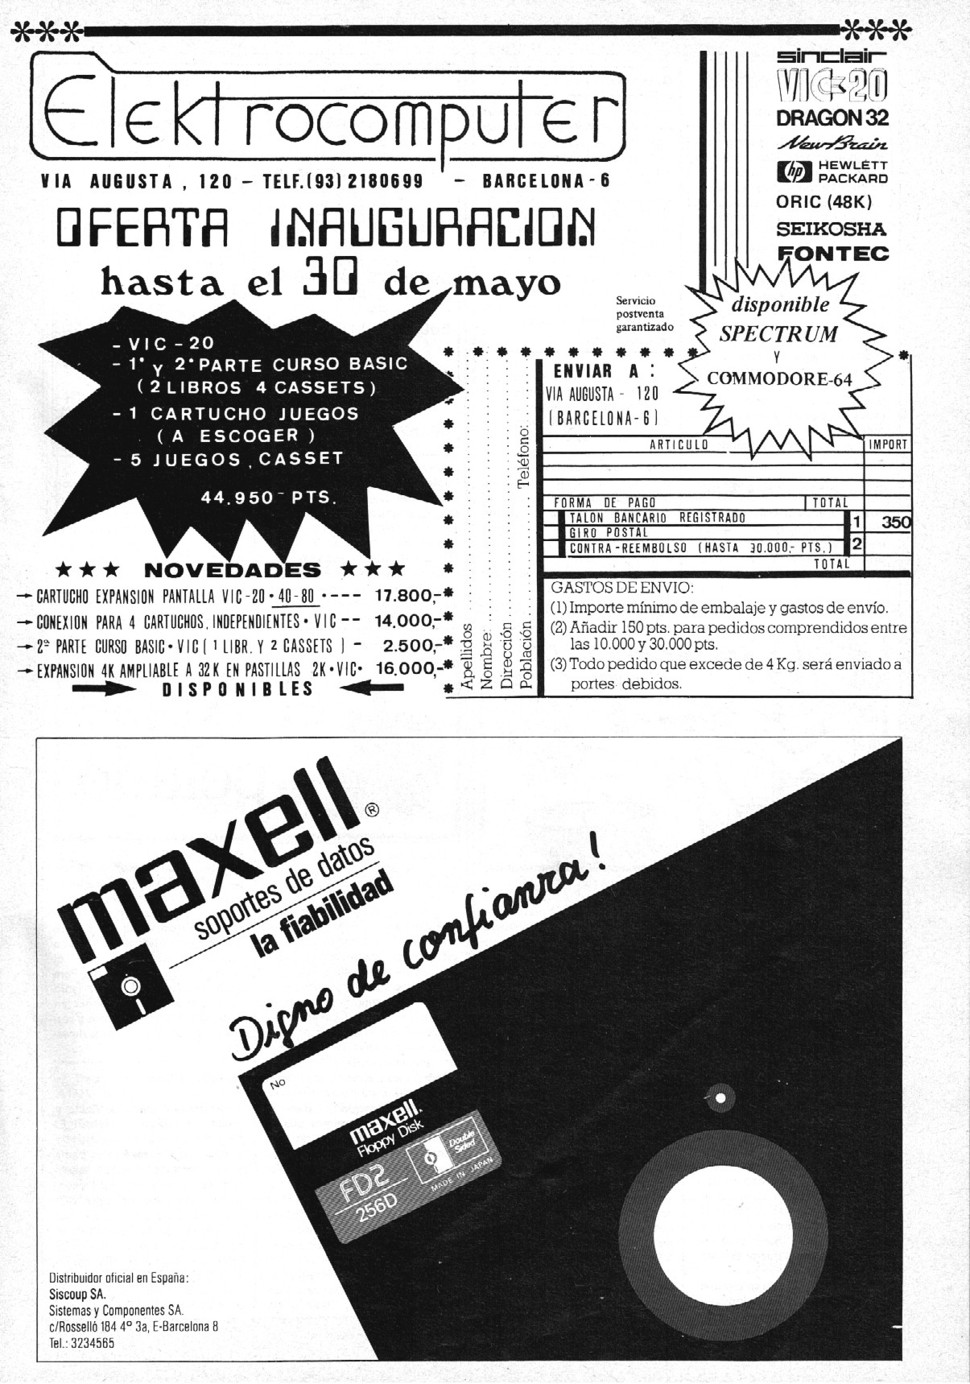 Elektrocomputer
VIA AUGUSTA, 120 - TELF.(93) 2180699 - BARCELONA-6
OFERTA INAUGURACION
hasta el 30 de mayo
sinclair
VIC-20
DRAGON 32
NewBrain
hp HEWLETT
PACKARD
ORIC (48K)
SEIKOSHA
FONTEC
Servicio
postventa
garantizado
disponible
SPECTRUM
Y
COMMODORE-64
- VIC-20
- 1ª Y 2ª PARTE CURSO BASIC
(2 LIBROS 4 CASSETS)
- 1 CARTUCHO JUEGOS
(A ESCOGER)
- 5 JUEGOS, CASSET
44.950- PTS.
★★★ NOVEDADES ★★★
→ CARTUCHO EXPANSION PANTALLA VIC-20 • 40-80 • ---- 17.800,-
→ CONEXION PARA 4 CARTUCHOS, INDEPENDIENTES • VIC -- 14.000,-
→ 2ª PARTE CURSO BASIC • VIC (1 LIBR. Y 2 CASSETS) - 2.500,-
→ EXPANSION 4K AMPLIABLE A 32K EN PASTILLAS 2K • VIC • 16.000,-
DISPONIBLES
Apellidos
Nombre:
Dirección
Población Teléfono:
ENVIAR A :
VIA AUGUSTA - 120
(BARCELONA-6)
ARTICULO IMPORT
FORMA DE PAGO TOTAL
TALON BANCARIO REGISTRADO 1 350
GIRO POSTAL
CONTRA-REEMBOLSO (HASTA 30.000,- PTS.) 2
TOTAL
GASTOS DE ENVIO:
(1) Importe mínimo de embalaje y gastos de envío.
(2) Añadir 150 pts. para pedidos comprendidos entre
las 10.000 y 30.000 pts.
(3) Todo pedido que excede de 4 Kg. será enviado a
portes debidos.
maxell®
soportes de datos
la fiabilidad
Digno de confianza!
No
maxell.
Floppy Disk
FD2
256D
Double
Sided
MADE IN JAPAN
Distribuidor oficial en España:
Siscoup SA.
Sistemas y Componentes SA.
c/Rosselló 184 4º 3a, E-Barcelona 8
Tel.: 3234565